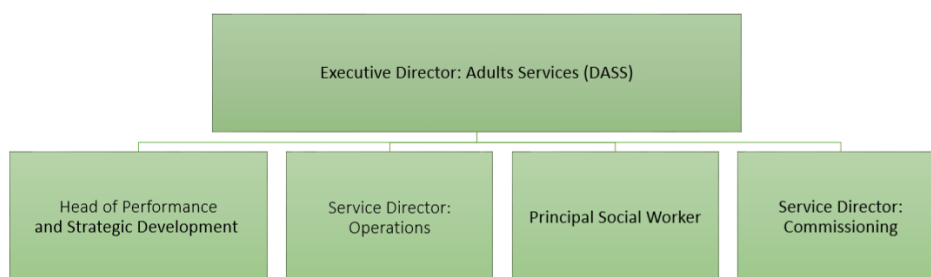 Executive Director: Adults Services (DASS)
Head of Performance
and Strategic Development
Service Director:
Operations
Principal Social Worker
Service Director:
Commissioning